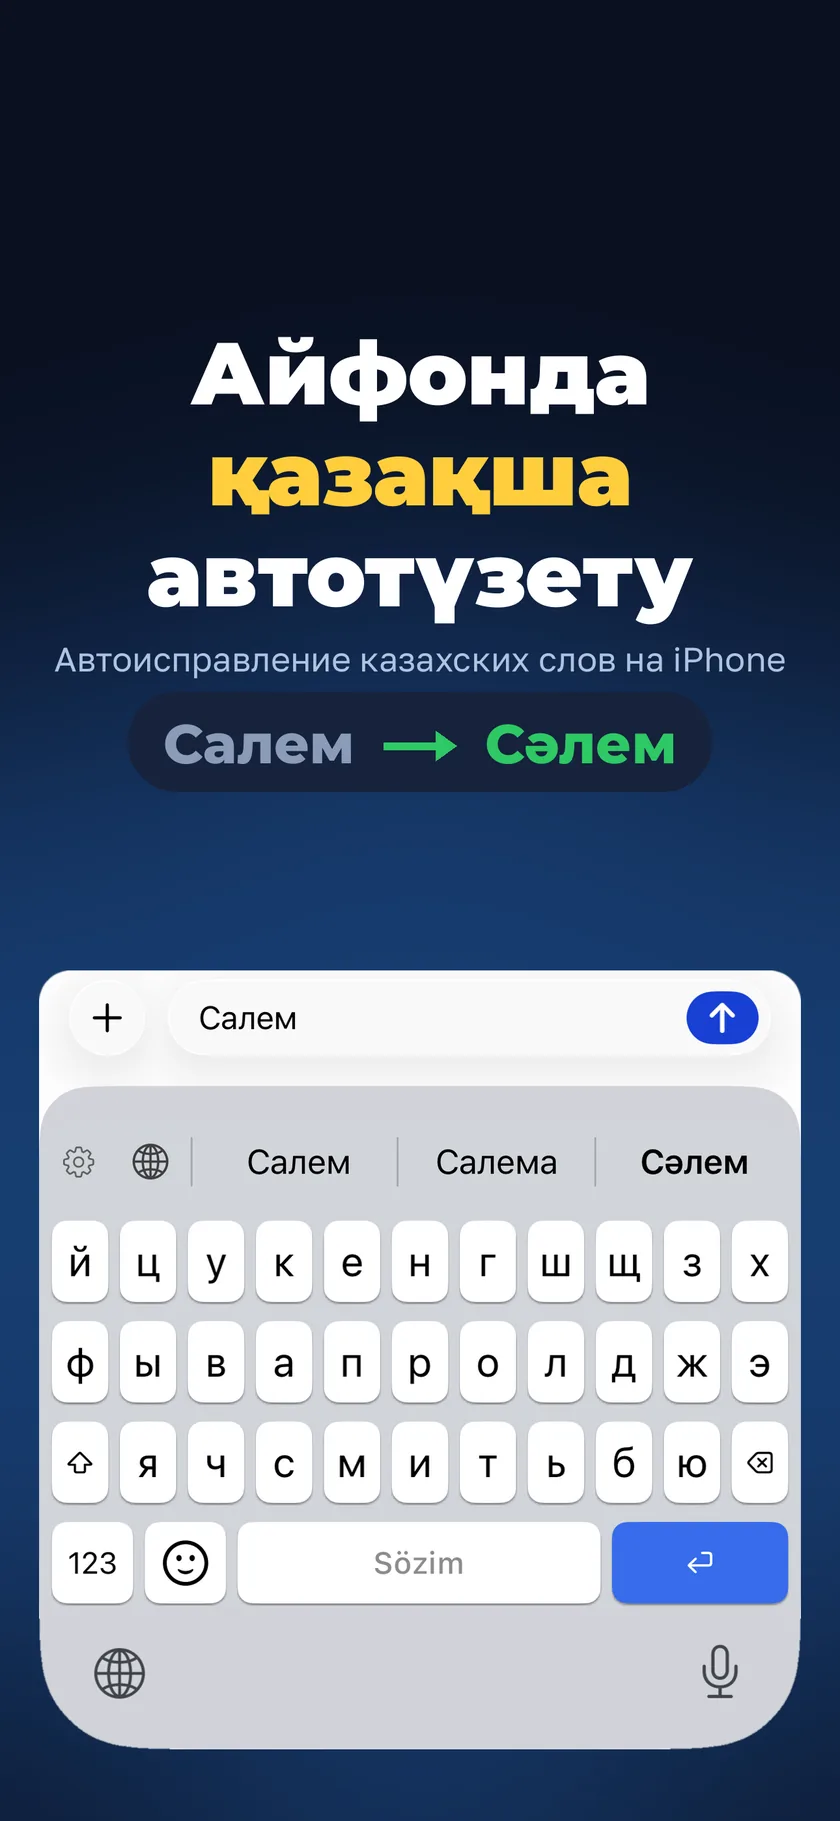 Айфонда
қазақша
автотүзету
Автоисправление казахских слов на iPhone
Салем → Сәлем
Салем
Салем Салема Сәлем
й ц у к е н г ш щ з х
ф ы в а п р о л д ж э
я ч с м и т ь б ю
123 Sözim